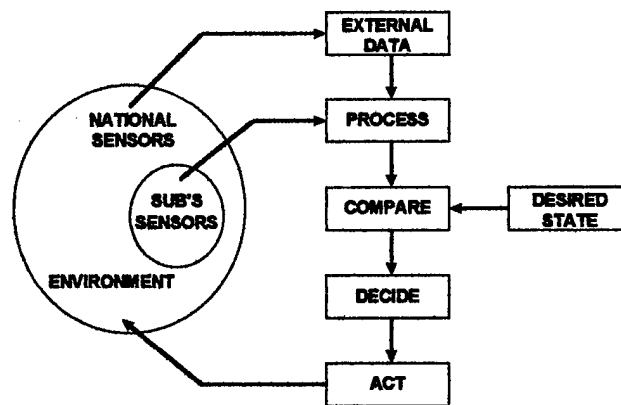 EXTERNAL
DATA
NATIONAL
SENSORS
PROCESS
SUB'S
SENSORS
COMPARE
DESIRED
STATE
ENVIRONMENT
DECIDE
ACT